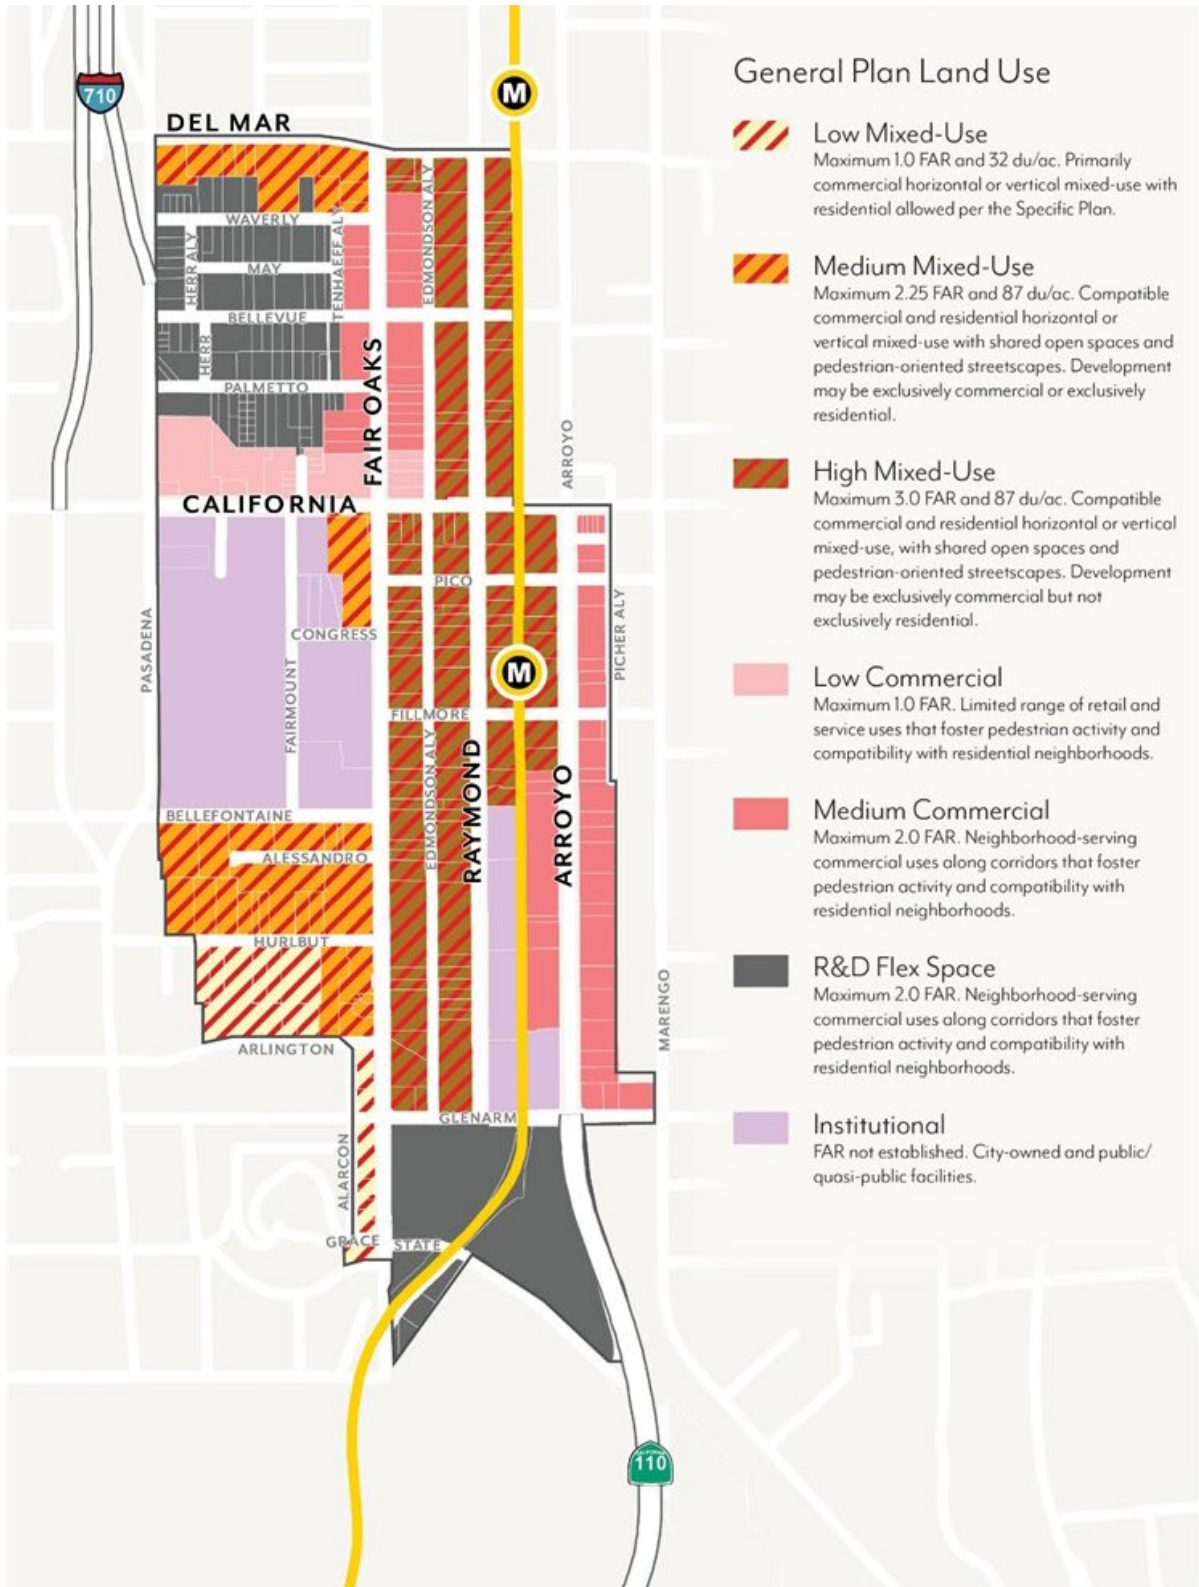 710
M
DEL MAR
WAVERLY
EDMONDSON ALY
TENHAEFF ALY
HERR ALY
MAY
BELLEVUE
HERR
FAIR OAKS
PALMETTO
ARROYO
CALIFORNIA
PICO
PASADENA
CONGRESS
PICHER ALY
FAIRMOUNT
M
FILLMORE
EDMONDSON ALY
RAYMOND
ARROYO
BELLEFONTAINE
ALESSANDRO
HURLBUT
MARENGO
ARLINGTON
GLENARM
ALARCON
GRACE
STATE
CALIFORNIA
110
General Plan Land Use
Low Mixed-Use
Maximum 1.0 FAR and 32 du/ac. Primarily
commercial horizontal or vertical mixed-use with
residential allowed per the Specific Plan.
Medium Mixed-Use
Maximum 2.25 FAR and 87 du/ac. Compatible
commercial and residential horizontal or
vertical mixed-use with shared open spaces and
pedestrian-oriented streetscapes. Development
may be exclusively commercial or exclusively
residential.
High Mixed-Use
Maximum 3.0 FAR and 87 du/ac. Compatible
commercial and residential horizontal or vertical
mixed-use, with shared open spaces and
pedestrian-oriented streetscapes. Development
may be exclusively commercial but not
exclusively residential.
Low Commercial
Maximum 1.0 FAR. Limited range of retail and
service uses that foster pedestrian activity and
compatibility with residential neighborhoods.
Medium Commercial
Maximum 2.0 FAR. Neighborhood-serving
commercial uses along corridors that foster
pedestrian activity and compatibility with
residential neighborhoods.
R&D Flex Space
Maximum 2.0 FAR. Neighborhood-serving
commercial uses along corridors that foster
pedestrian activity and compatibility with
residential neighborhoods.
Institutional
FAR not established. City-owned and public/
quasi-public facilities.